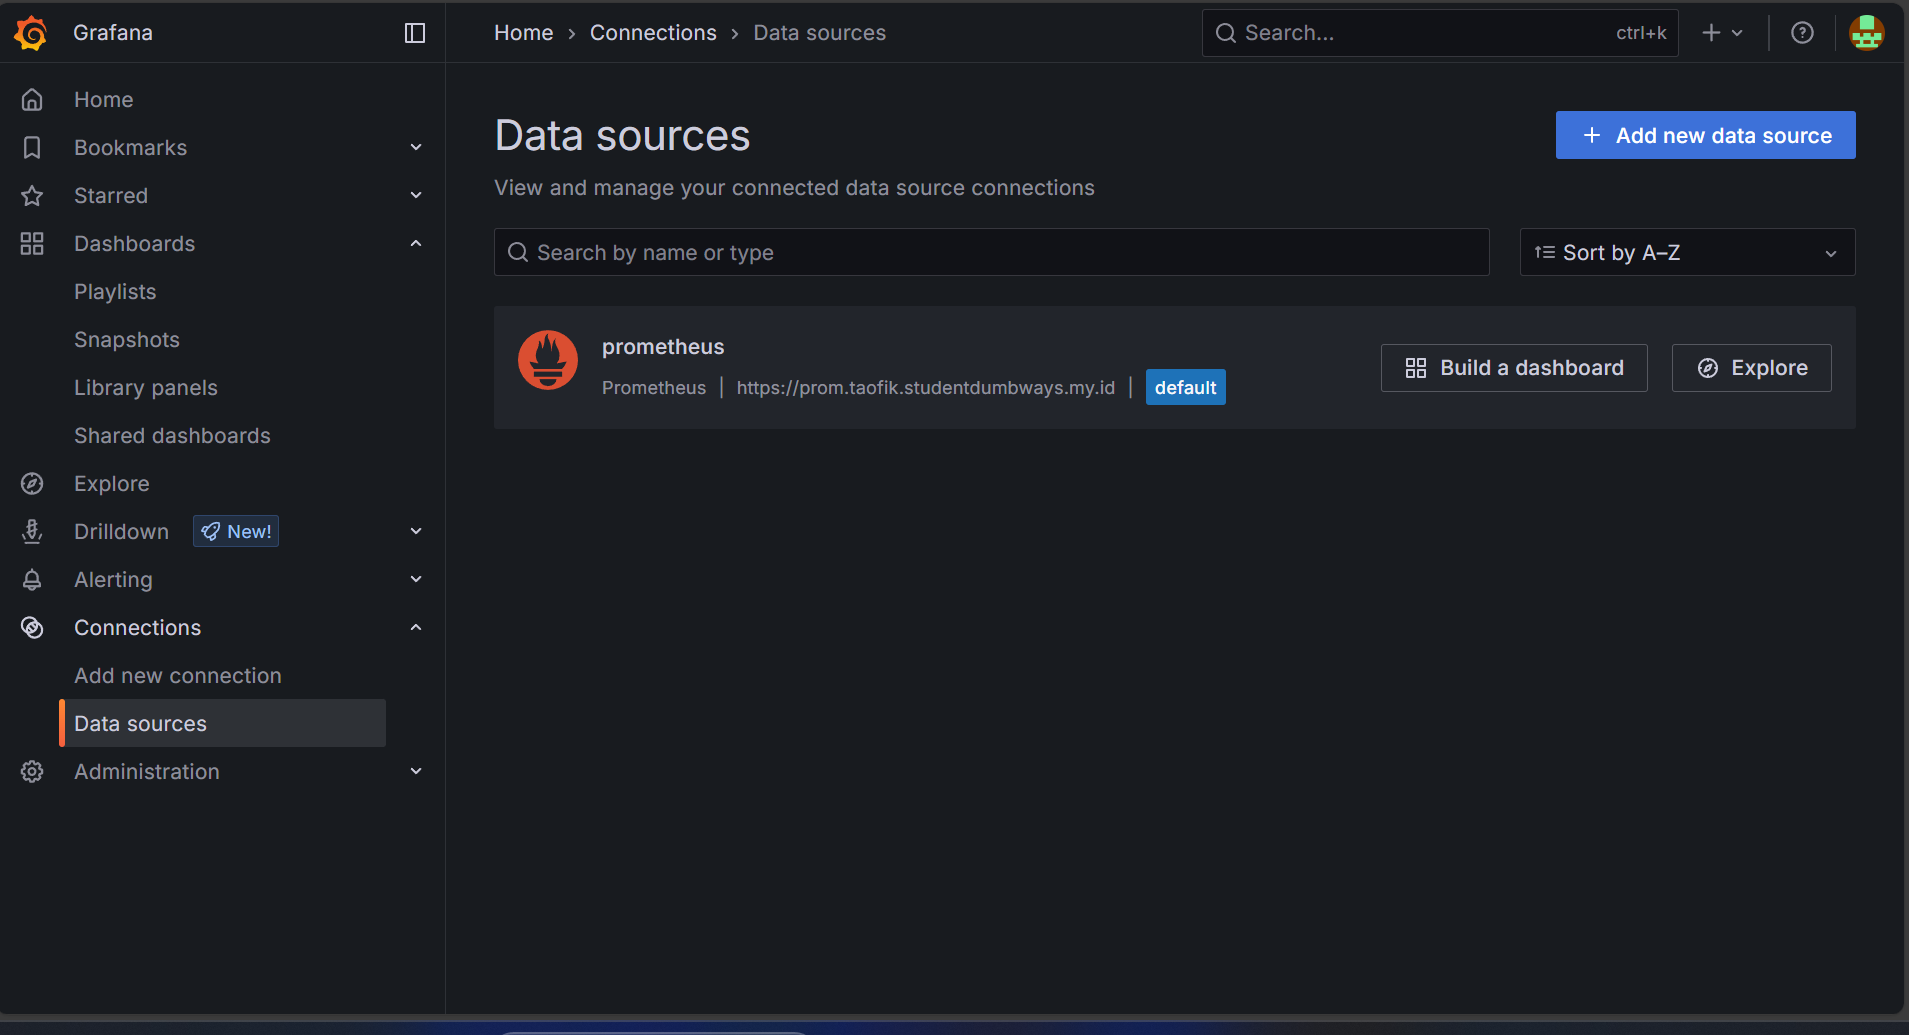 Grafana
Home › Connections › Data sources
Search...
ctrl+k
Home
Bookmarks
Starred
Dashboards
Playlists
Snapshots
Library panels
Shared dashboards
Explore
Drilldown
New!
Alerting
Connections
Add new connection
Data sources
Administration
Data sources
Add new data source
View and manage your connected data source connections
Search by name or type
Sort by A–Z
prometheus
Prometheus | https://prom.taofik.studentdumbways.my.id | default
Build a dashboard
Explore